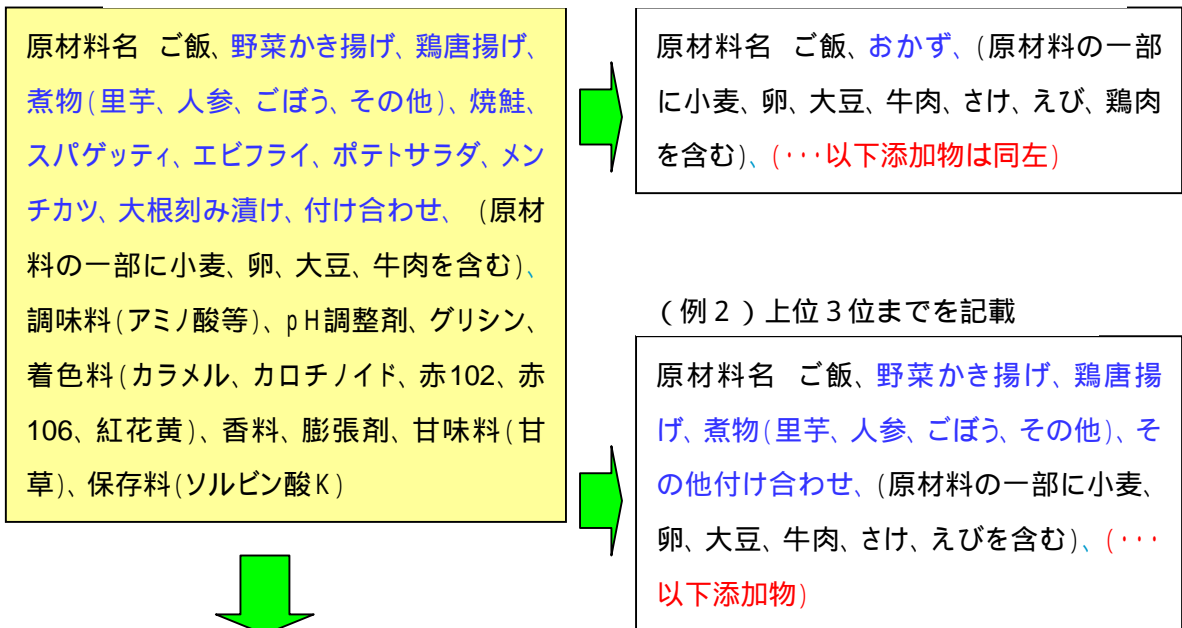 原材料名 ご飯、野菜かき揚げ、鶏唐揚げ、
煮物(里芋、人参、ごぼう、その他)、焼鮭、
スパゲッティ、エビフライ、ポテトサラダ、メン
チカツ、大根刻み漬け、付け合わせ、 (原材
料の一部に小麦、卵、大豆、牛肉を含む)、
調味料(アミノ酸等)、pH調整剤、グリシン、
着色料(カラメル、カロチノイド、赤102、赤
106、紅花黄)、香料、膨張剤、甘味料(甘
草)、保存料(ソルビン酸K)
原材料名 ご飯、おかず、(原材料の一部
に小麦、卵、大豆、牛肉、さけ、えび、鶏肉
を含む)、(・・・以下添加物は同左)
(例2)上位3位までを記載
原材料名 ご飯、野菜かき揚げ、鶏唐揚
げ、煮物(里芋、人参、ごぼう、その他)、そ
の他付け合わせ、(原材料の一部に小麦、
卵、大豆、牛肉、さけ、えびを含む)、(・・・
以下添加物)